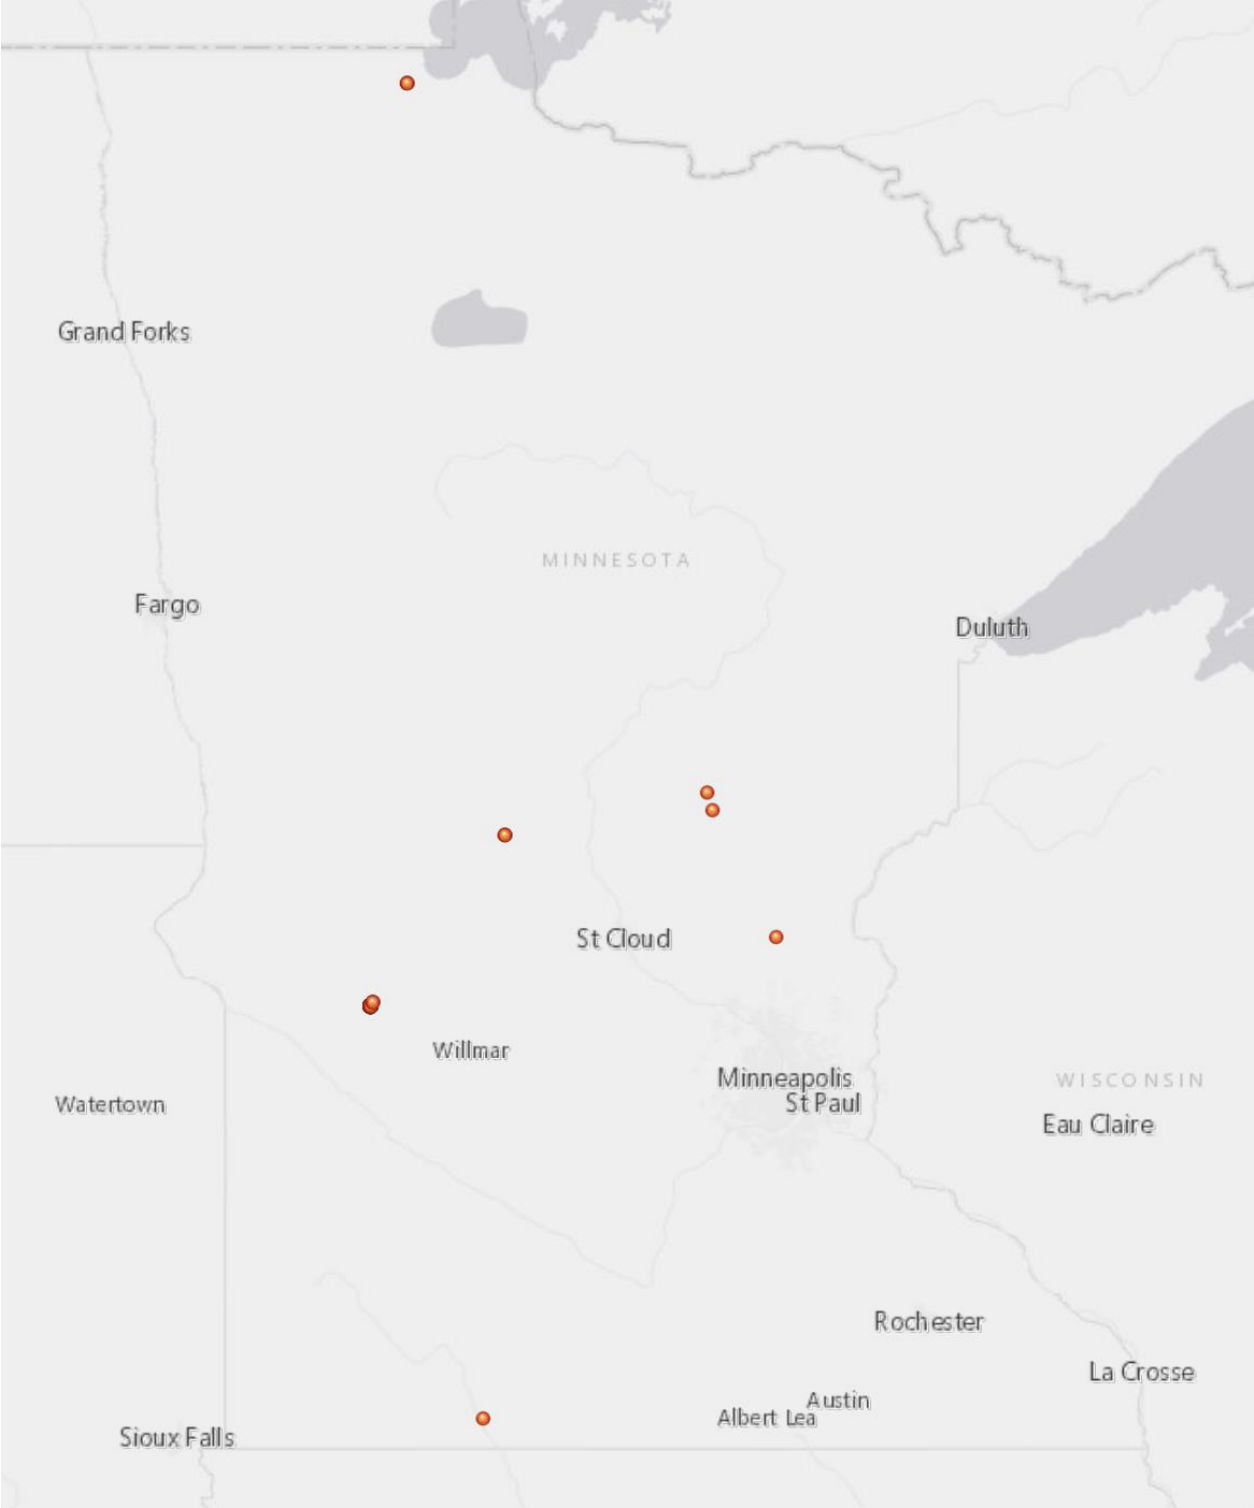 Grand Forks
MINNESOTA
Fargo
Duluth
St Cloud
Willmar
Minneapolis
St Paul
WISCONSIN
Watertown
Eau Claire
Rochester
La Crosse
Austin
Albert Lea
Sioux Falls